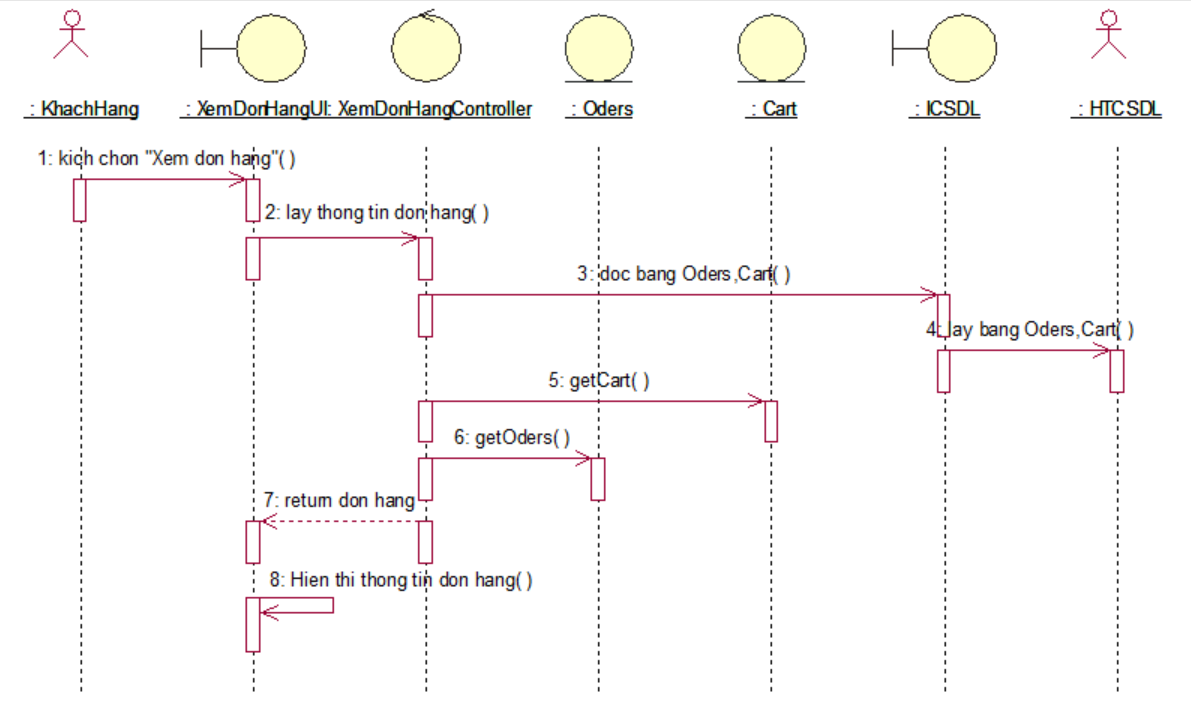 : KhachHang
: XemDonHangUI
: XemDonHangController
: Oders
: Cart
: ICSDL
: HTCSDL
1: kich chon "Xem don hang"( )
2: lay thong tin don hang( )
3: doc bang Oders,Cart( )
4: lay bang Oders,Cart( )
5: getCart( )
6: getOders( )
7: return don hang
8: Hien thi thong tin don hang( )